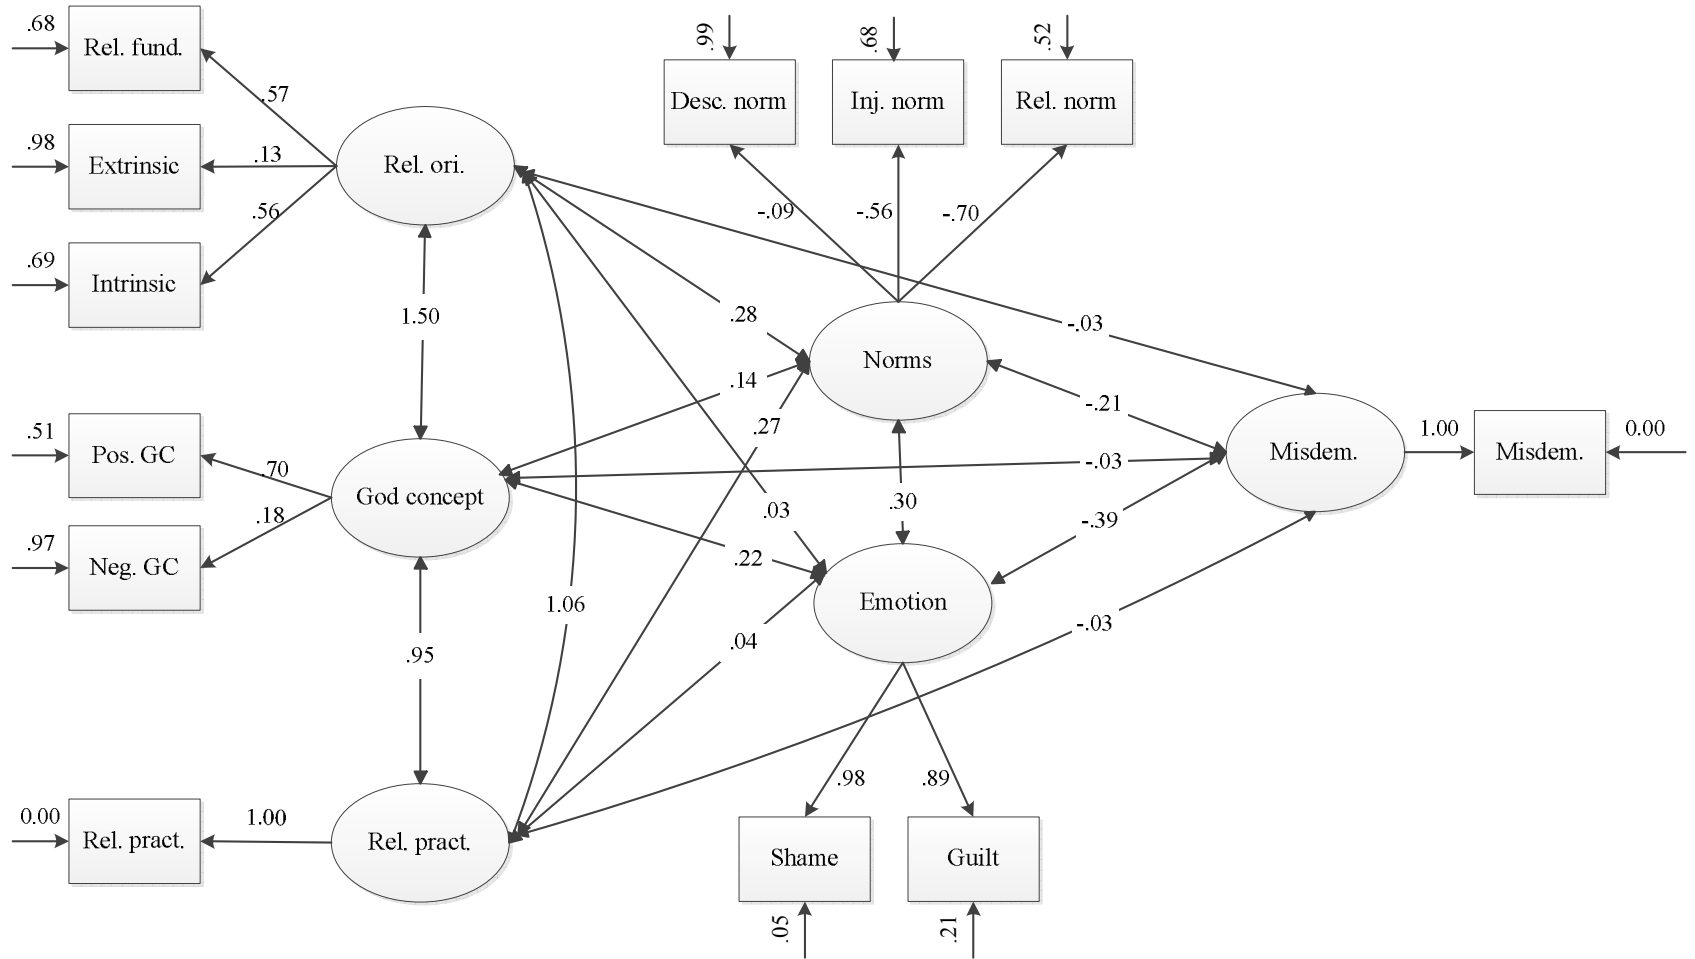 .68
Rel. fund.
.57
.98
Extrinsic
.13
.69
Intrinsic
.56
Rel. ori.
.99
Desc. norm
.68
Inj. norm
.52
Rel. norm
-.09
-.56
-.70
1.50
.28
-.03
Norms
.14
-.21
.27
.51
Pos. GC
.70
God concept
-.03
Misdem.
1.00
Misdem.
0.00
.18
.97
Neg. GC
.03
.30
-.39
.22
Emotion
1.06
.04
-.03
.95
0.00
Rel. pract.
1.00
Rel. pract.
.98
.89
Shame
Guilt
.05
.21